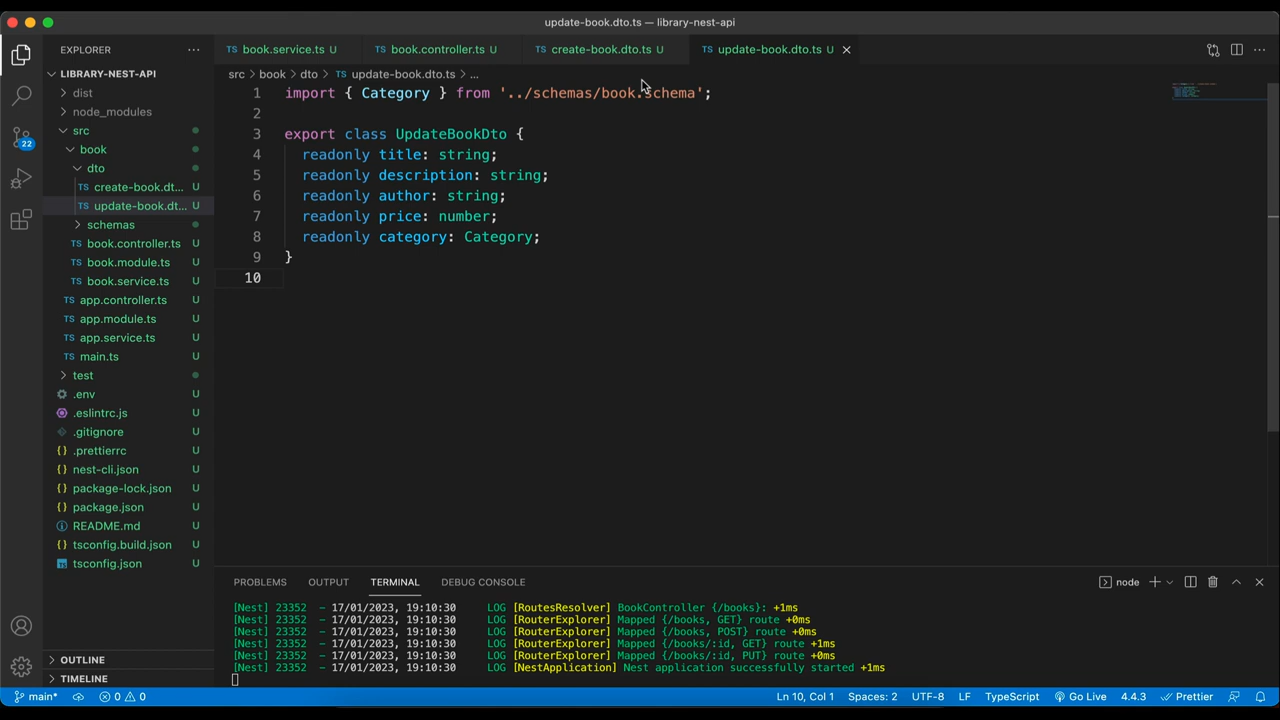 update-book.dto.ts — library-nest-api
EXPLORER
LIBRARY-NEST-API
dist
node_modules
src
book
dto
create-book.dt... U
update-book.dt... U
schemas
book.controller.ts U
book.module.ts U
book.service.ts U
app.controller.ts U
app.module.ts U
app.service.ts U
main.ts U
test
.env U
.eslintrc.js U
.gitignore U
.prettierrc U
nest-cli.json U
package-lock.json U
package.json U
README.md U
tsconfig.build.json U
tsconfig.json U
OUTLINE
TIMELINE
22
TS book.service.ts U TS book.controller.ts U TS create-book.dto.ts U TS update-book.dto.ts U
src > book > dto > TS update-book.dto.ts > ...
1 import { Category } from '../schemas/book.schema';
2
3 export class UpdateBookDto {
4 readonly title: string;
5 readonly description: string;
6 readonly author: string;
7 readonly price: number;
8 readonly category: Category;
9 }
10
PROBLEMS OUTPUT TERMINAL DEBUG CONSOLE node
[Nest] 23352 - 17/01/2023, 19:10:30 LOG [RoutesResolver] BookController {/books}: +1ms
[Nest] 23352 - 17/01/2023, 19:10:30 LOG [RouterExplorer] Mapped {/books, GET} route +0ms
[Nest] 23352 - 17/01/2023, 19:10:30 LOG [RouterExplorer] Mapped {/books, POST} route +0ms
[Nest] 23352 - 17/01/2023, 19:10:30 LOG [RouterExplorer] Mapped {/books/:id, GET} route +1ms
[Nest] 23352 - 17/01/2023, 19:10:30 LOG [RouterExplorer] Mapped {/books/:id, PUT} route +0ms
[Nest] 23352 - 17/01/2023, 19:10:30 LOG [NestApplication] Nest application successfully started +1ms
main* 0 0 Ln 10, Col 1 Spaces: 2 UTF-8 LF TypeScript Go Live 4.4.3 Prettier